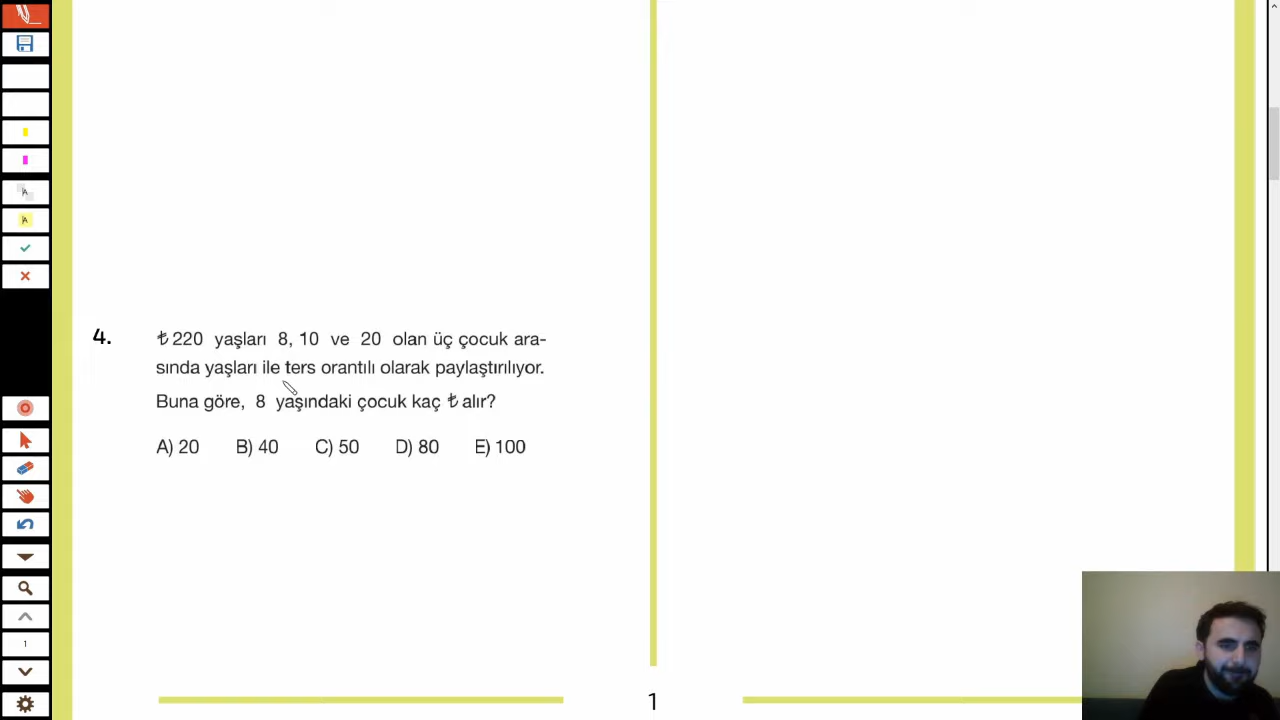 4. ₺ 220 yaşları 8, 10 ve 20 olan üç çocuk ara-
sında yaşları ile ters orantılı olarak paylaştırılıyor.
Buna göre, 8 yaşındaki çocuk kaç ₺ alır?
A) 20 B) 40 C) 50 D) 80 E) 100
A
A
1
1